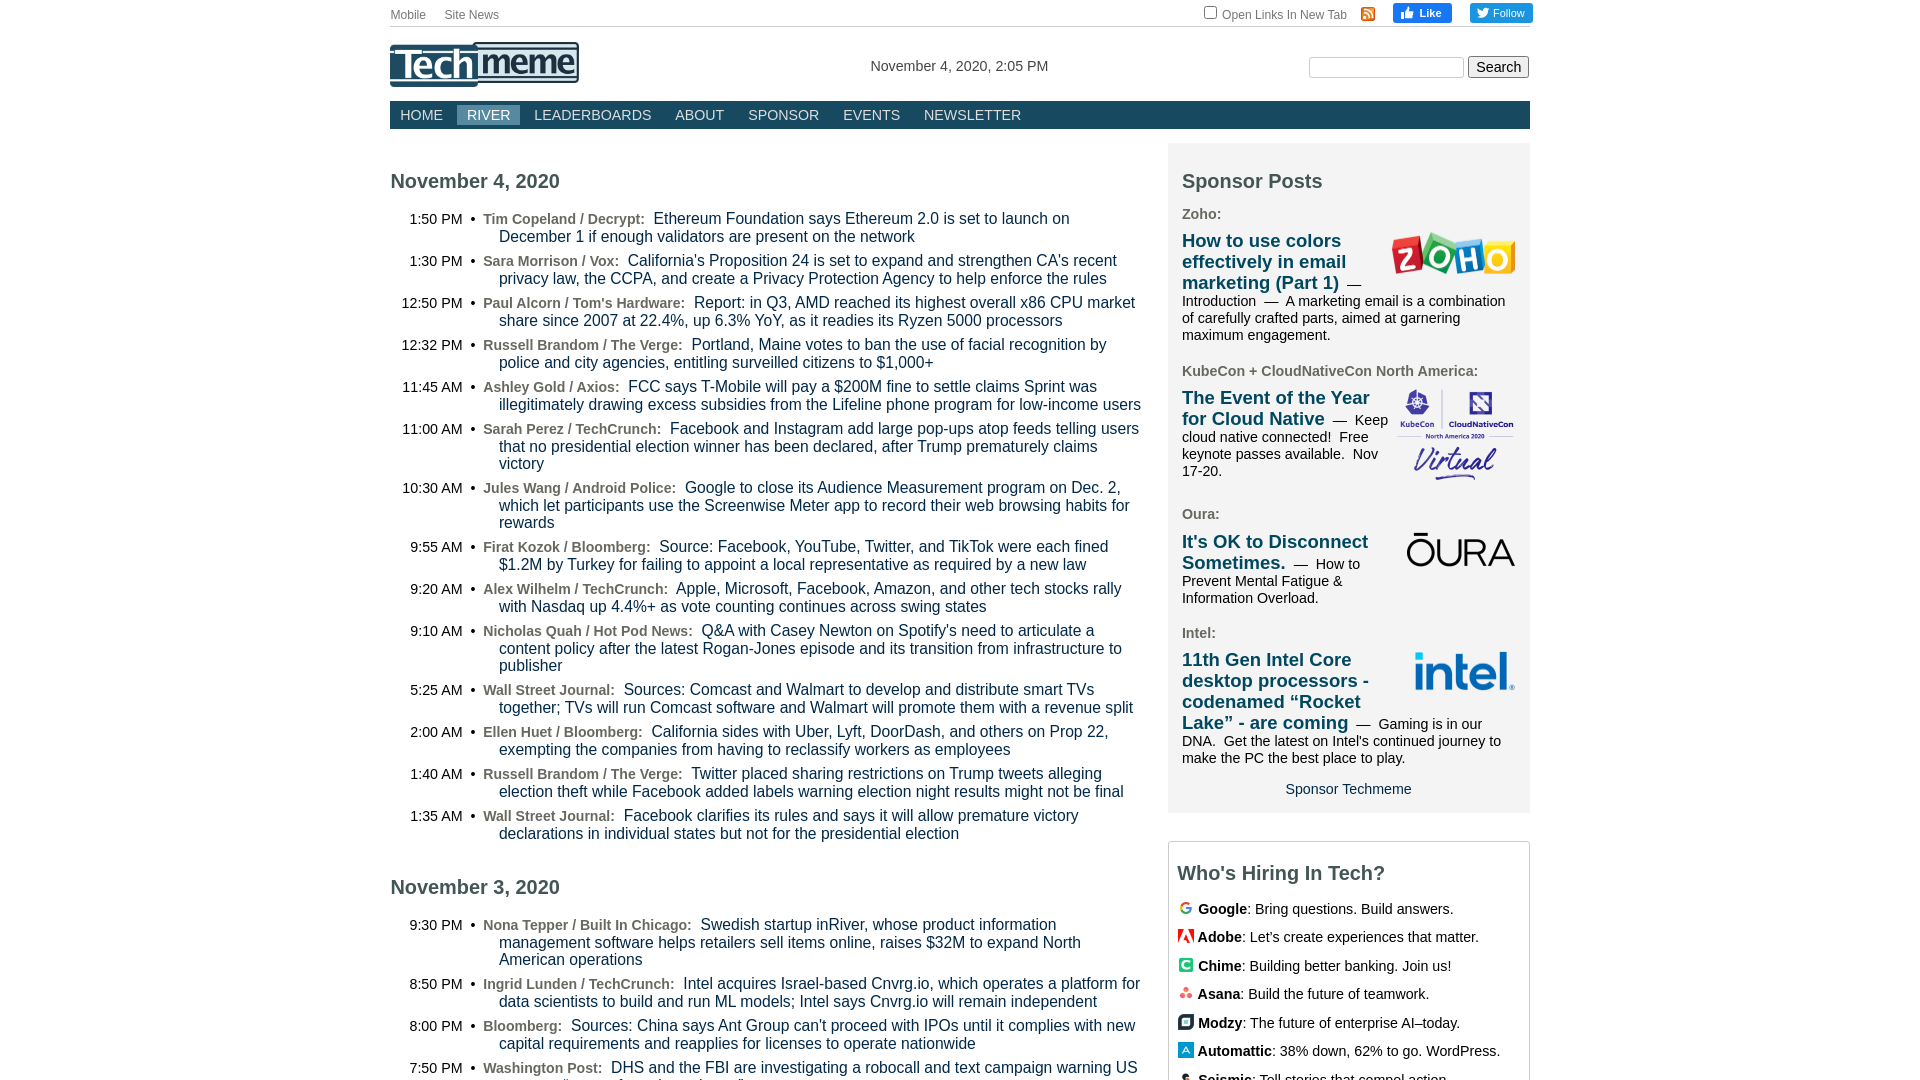 Mobile Site News Open Links In New Tab Like Follow
Techmeme
November 4, 2020, 2:05 PM
Search
HOME RIVER LEADERBOARDS ABOUT SPONSOR EVENTS NEWSLETTER
November 4, 2020
1:50 PM • Tim Copeland / Decrypt: Ethereum Foundation says Ethereum 2.0 is set to launch on
December 1 if enough validators are present on the network
1:30 PM • Sara Morrison / Vox: California's Proposition 24 is set to expand and strengthen CA's recent
privacy law, the CCPA, and create a Privacy Protection Agency to help enforce the rules
12:50 PM • Paul Alcorn / Tom's Hardware: Report: in Q3, AMD reached its highest overall x86 CPU market
share since 2007 at 22.4%, up 6.3% YoY, as it readies its Ryzen 5000 processors
12:32 PM • Russell Brandom / The Verge: Portland, Maine votes to ban the use of facial recognition by
police and city agencies, entitling surveilled citizens to $1,000+
11:45 AM • Ashley Gold / Axios: FCC says T-Mobile will pay a $200M fine to settle claims Sprint was
illegitimately drawing excess subsidies from the Lifeline phone program for low-income users
11:00 AM • Sarah Perez / TechCrunch: Facebook and Instagram add large pop-ups atop feeds telling users
that no presidential election winner has been declared, after Trump prematurely claims
victory
10:30 AM • Jules Wang / Android Police: Google to close its Audience Measurement program on Dec. 2,
which let participants use the Screenwise Meter app to record their web browsing habits for
rewards
9:55 AM • Firat Kozok / Bloomberg: Source: Facebook, YouTube, Twitter, and TikTok were each fined
$1.2M by Turkey for failing to appoint a local representative as required by a new law
9:20 AM • Alex Wilhelm / TechCrunch: Apple, Microsoft, Facebook, Amazon, and other tech stocks rally
with Nasdaq up 4.4%+ as vote counting continues across swing states
9:10 AM • Nicholas Quah / Hot Pod News: Q&A with Casey Newton on Spotify's need to articulate a
content policy after the latest Rogan-Jones episode and its transition from infrastructure to
publisher
5:25 AM • Wall Street Journal: Sources: Comcast and Walmart to develop and distribute smart TVs
together; TVs will run Comcast software and Walmart will promote them with a revenue split
2:00 AM • Ellen Huet / Bloomberg: California sides with Uber, Lyft, DoorDash, and others on Prop 22,
exempting the companies from having to reclassify workers as employees
1:40 AM • Russell Brandom / The Verge: Twitter placed sharing restrictions on Trump tweets alleging
election theft while Facebook added labels warning election night results might not be final
1:35 AM • Wall Street Journal: Facebook clarifies its rules and says it will allow premature victory
declarations in individual states but not for the presidential election
November 3, 2020
9:30 PM • Nona Tepper / Built In Chicago: Swedish startup inRiver, whose product information
management software helps retailers sell items online, raises $32M to expand North
American operations
8:50 PM • Ingrid Lunden / TechCrunch: Intel acquires Israel-based Cnvrg.io, which operates a platform for
data scientists to build and run ML models; Intel says Cnvrg.io will remain independent
8:00 PM • Bloomberg: Sources: China says Ant Group can't proceed with IPOs until it complies with new
capital requirements and reapplies for licenses to operate nationwide
7:50 PM • Washington Post: DHS and the FBI are investigating a robocall and text campaign warning US
Sponsor Posts
Zoho:
ZOHO
How to use colors
effectively in email
marketing (Part 1) —
Introduction — A marketing email is a combination
of carefully crafted parts, aimed at garnering
maximum engagement.
KubeCon + CloudNativeCon North America:
The Event of the Year
for Cloud Native — Keep
cloud native connected! Free
keynote passes available. Nov
17-20.
KubeCon CloudNativeCon
North America 2020
Virtual
Oura:
ŌURA
It's OK to Disconnect
Sometimes. — How to
Prevent Mental Fatigue &
Information Overload.
Intel:
intel®
11th Gen Intel Core
desktop processors -
codenamed “Rocket
Lake” - are coming — Gaming is in our
DNA. Get the latest on Intel's continued journey to
make the PC the best place to play.
Sponsor Techmeme
Who's Hiring In Tech?
Google: Bring questions. Build answers.
Adobe: Let’s create experiences that matter.
Chime: Building better banking. Join us!
Asana: Build the future of teamwork.
Modzy: The future of enterprise AI–today.
Automattic: 38% down, 62% to go. WordPress.
Seismic: Tell stories that compel action.